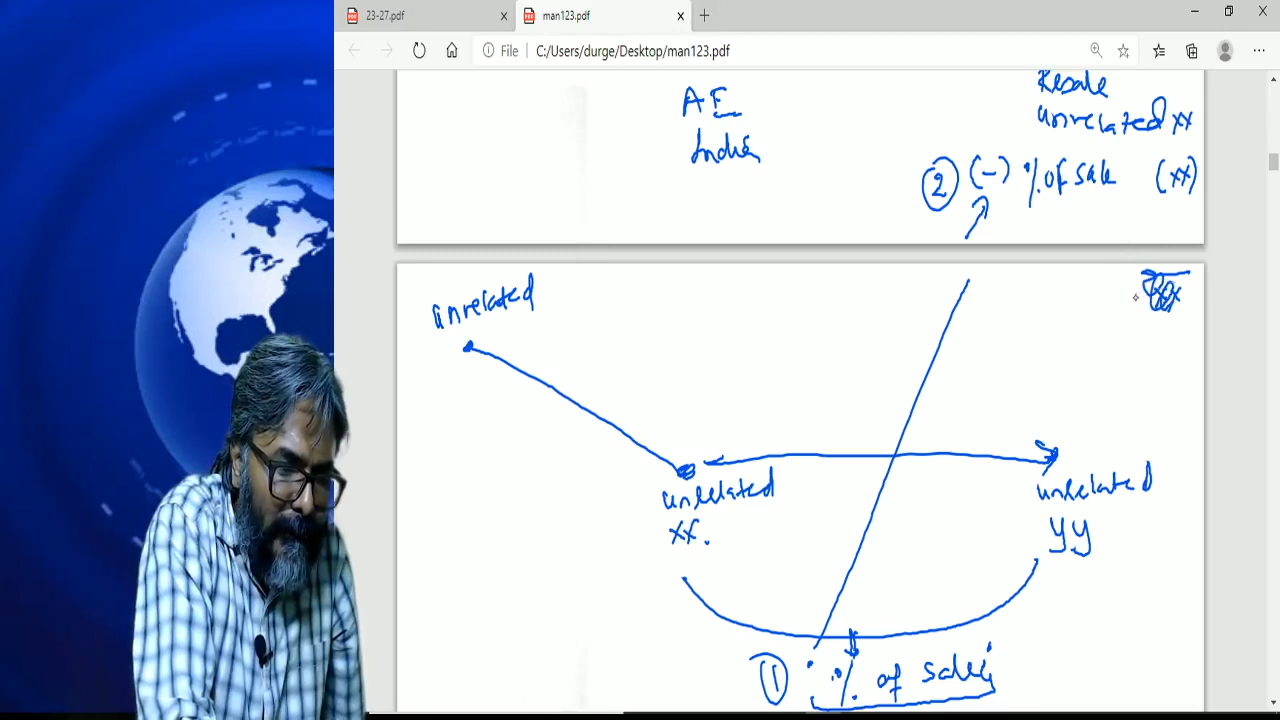 23-27.pdf
man123.pdf
File
C:/Users/durge/Desktop/man123.pdf
AE
India
Resale
unrelated xx
2 (-) % of sale (xx)
unrelated
unrelated
xx.
unrelated
yy
1 % of sales